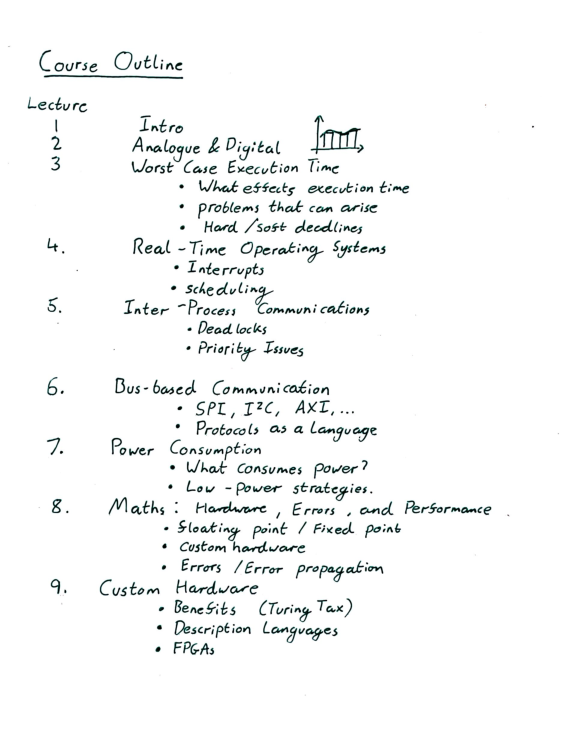 Course Outline
Lecture
1 Intro
2 Analogue & Digital
3 Worst Case Execution Time
• What effects execution time
• problems that can arise
• Hard / soft deadlines
4. Real-Time Operating Systems
• Interrupts
• scheduling
5. Inter-Process Communications
• Deadlocks
• Priority Issues
6. Bus-based Communication
• SPI, I²C, AXI, ...
• Protocols as a Language
7. Power Consumption
• What consumes power?
• Low-power strategies.
8. Maths: Hardware, Errors, and Performance
• floating point / Fixed point
• Custom hardware
• Errors / Error propagation
9. Custom Hardware
• Benefits (Turing Tax)
• Description Languages
• FPGAs